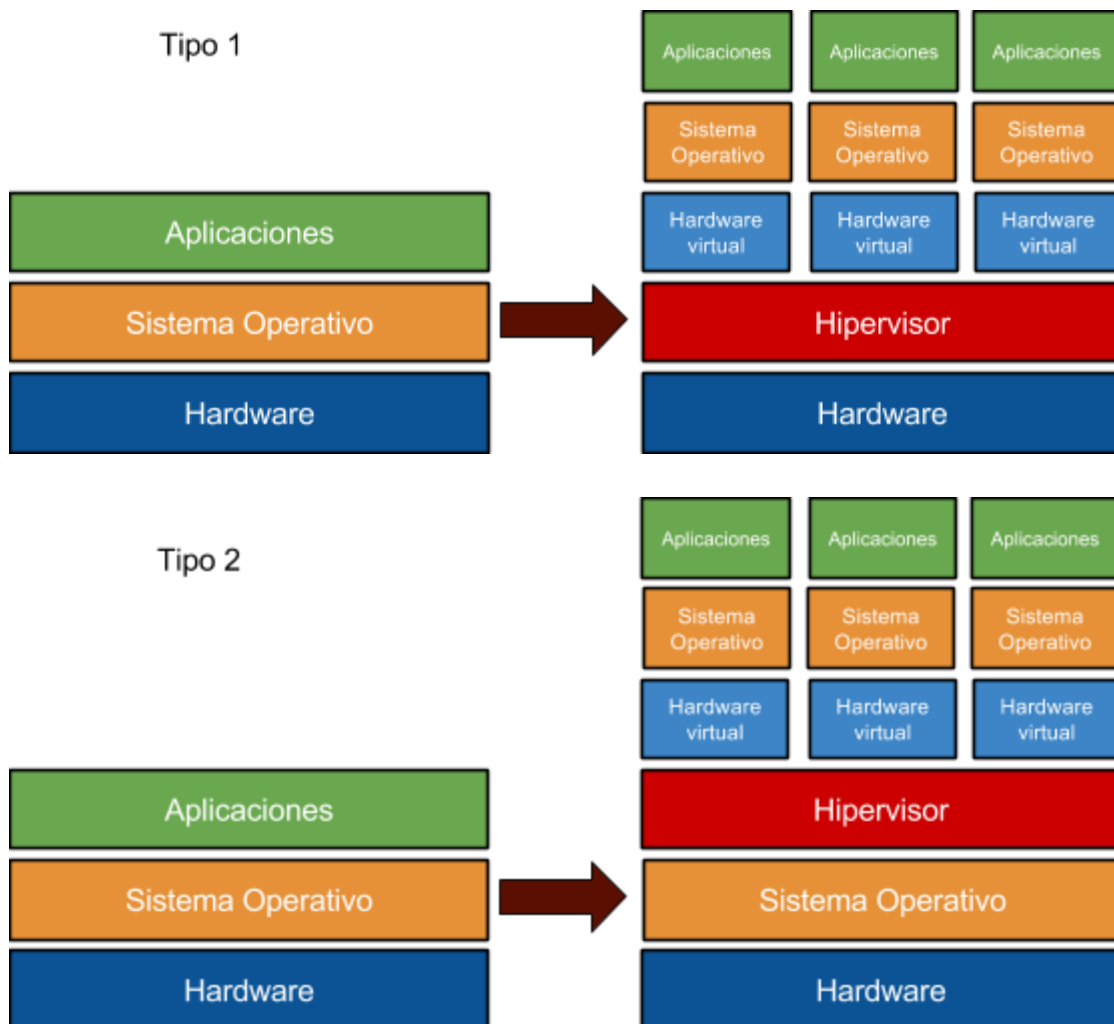 Tipo 1
Aplicaciones
Aplicaciones
Aplicaciones
Sistema
Operativo
Sistema
Operativo
Sistema
Operativo
Hardware
virtual
Hardware
virtual
Hardware
virtual
Aplicaciones
Sistema Operativo
Hipervisor
Hardware
Hardware
Tipo 2
Aplicaciones
Aplicaciones
Aplicaciones
Sistema
Operativo
Sistema
Operativo
Sistema
Operativo
Hardware
virtual
Hardware
virtual
Hardware
virtual
Aplicaciones
Hipervisor
Sistema Operativo
Sistema Operativo
Hardware
Hardware